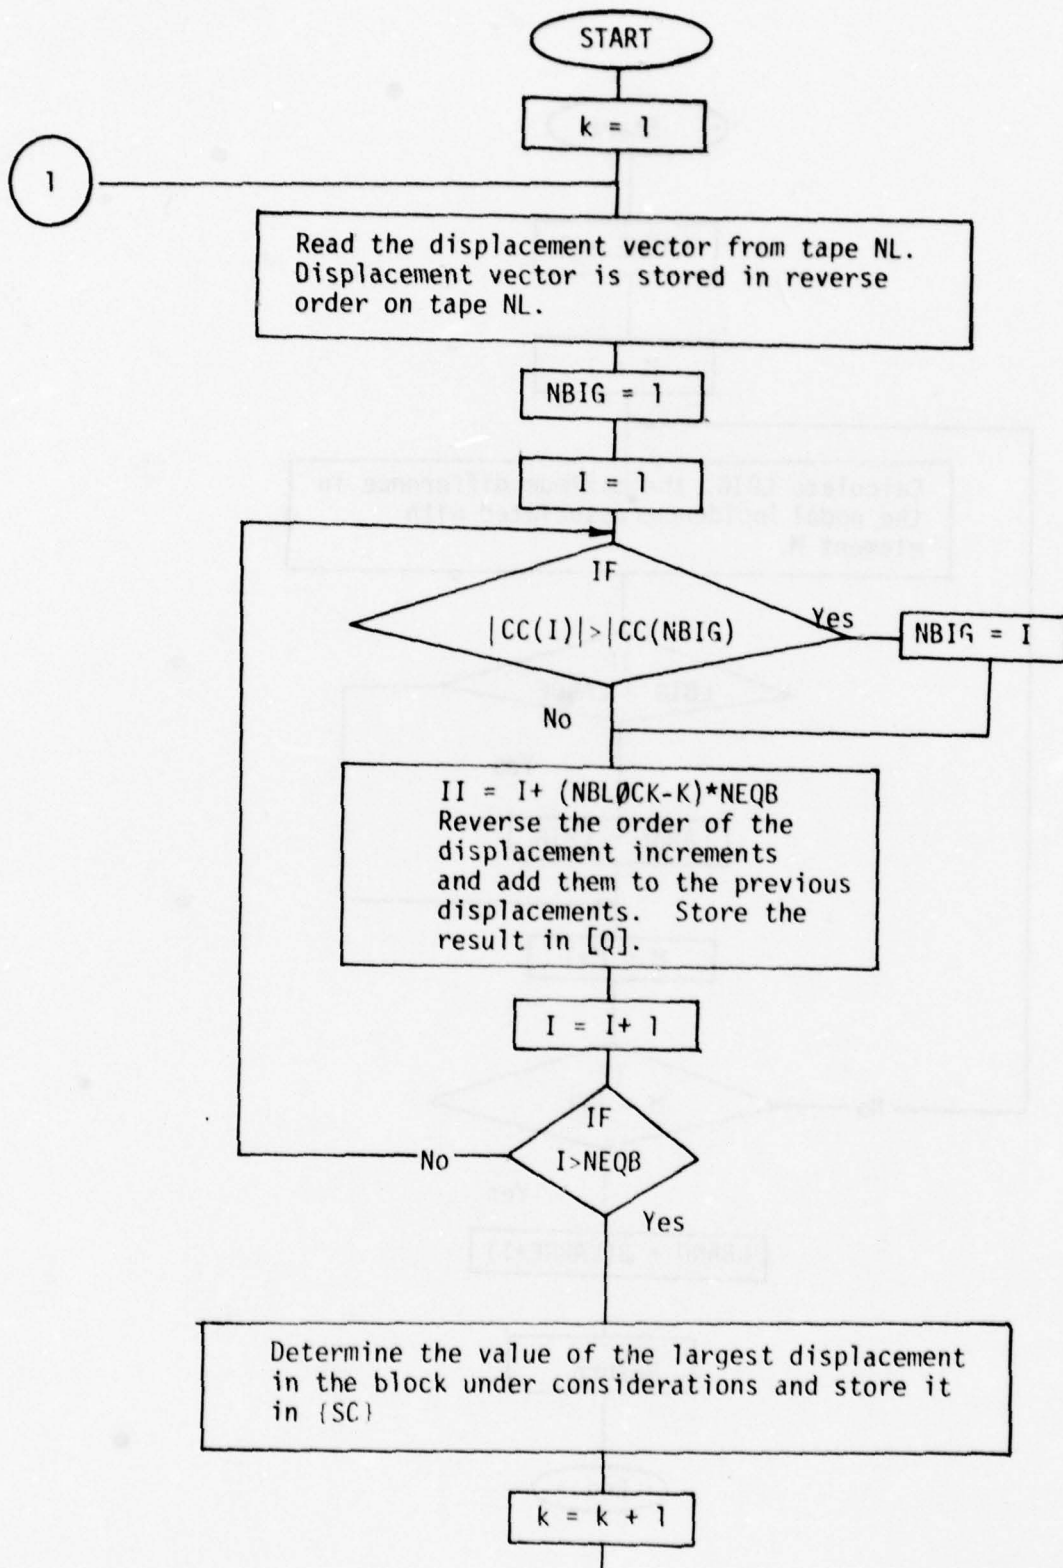 START
k = 1
1
Read the displacement vector from tape NL.
Displacement vector is stored in reverse
order on tape NL.
NBIG = 1
I = 1
IF
|CC(I)|>|CC(NBIG)
Yes
NBIG = I
No
II = I+ (NBLØCK-K)*NEQB
Reverse the order of the
displacement increments
and add them to the previous
displacements. Store the
result in [Q].
I = I+ 1
IF
I>NEQB
No
Yes
Determine the value of the largest displacement
in the block under considerations and store it
in {SC}
k = k + 1